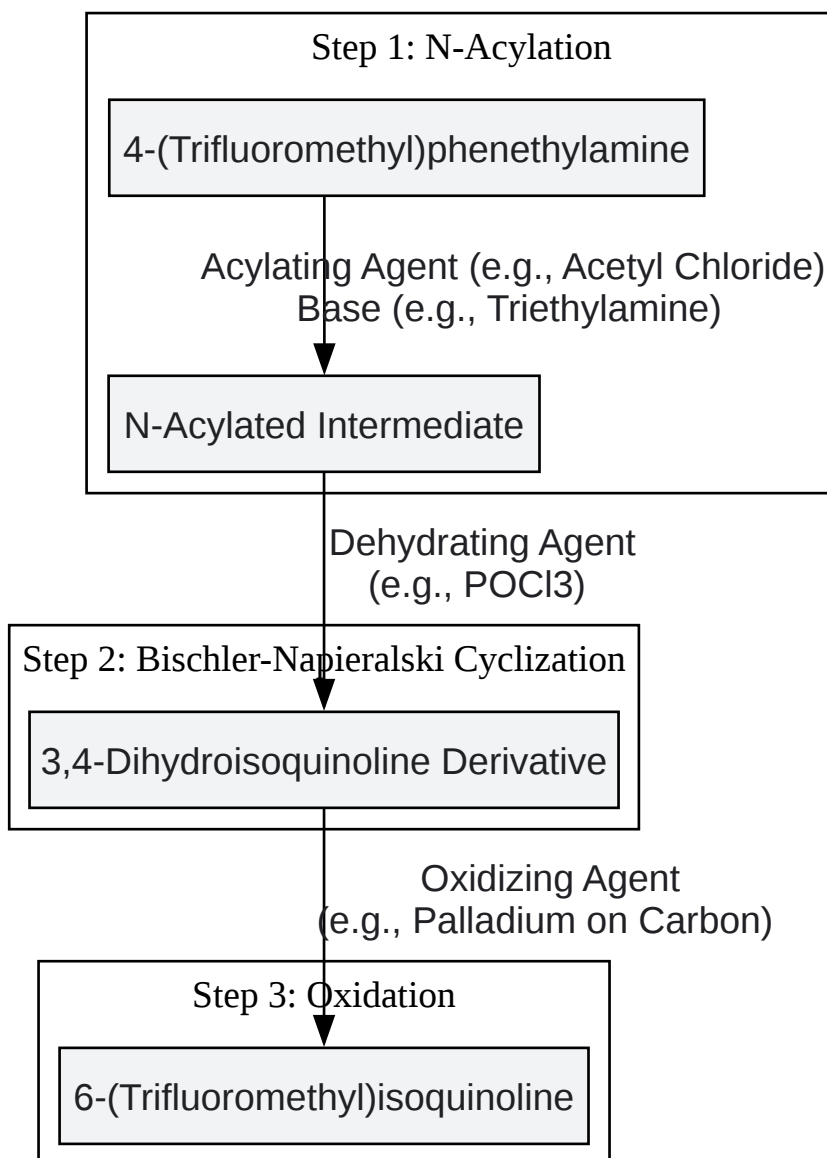 Step 1: N-Acylation
4-(Trifluoromethyl)phenethylamine
Acylating Agent (e.g., Acetyl Chloride)
Base (e.g., Triethylamine)
N-Acylated Intermediate
Dehydrating Agent
(e.g., POCl3)
Step 2: Bischler-Napieralski Cyclization
3,4-Dihydroisoquinoline Derivative
Oxidizing Agent
(e.g., Palladium on Carbon)
Step 3: Oxidation
6-(Trifluoromethyl)isoquinoline